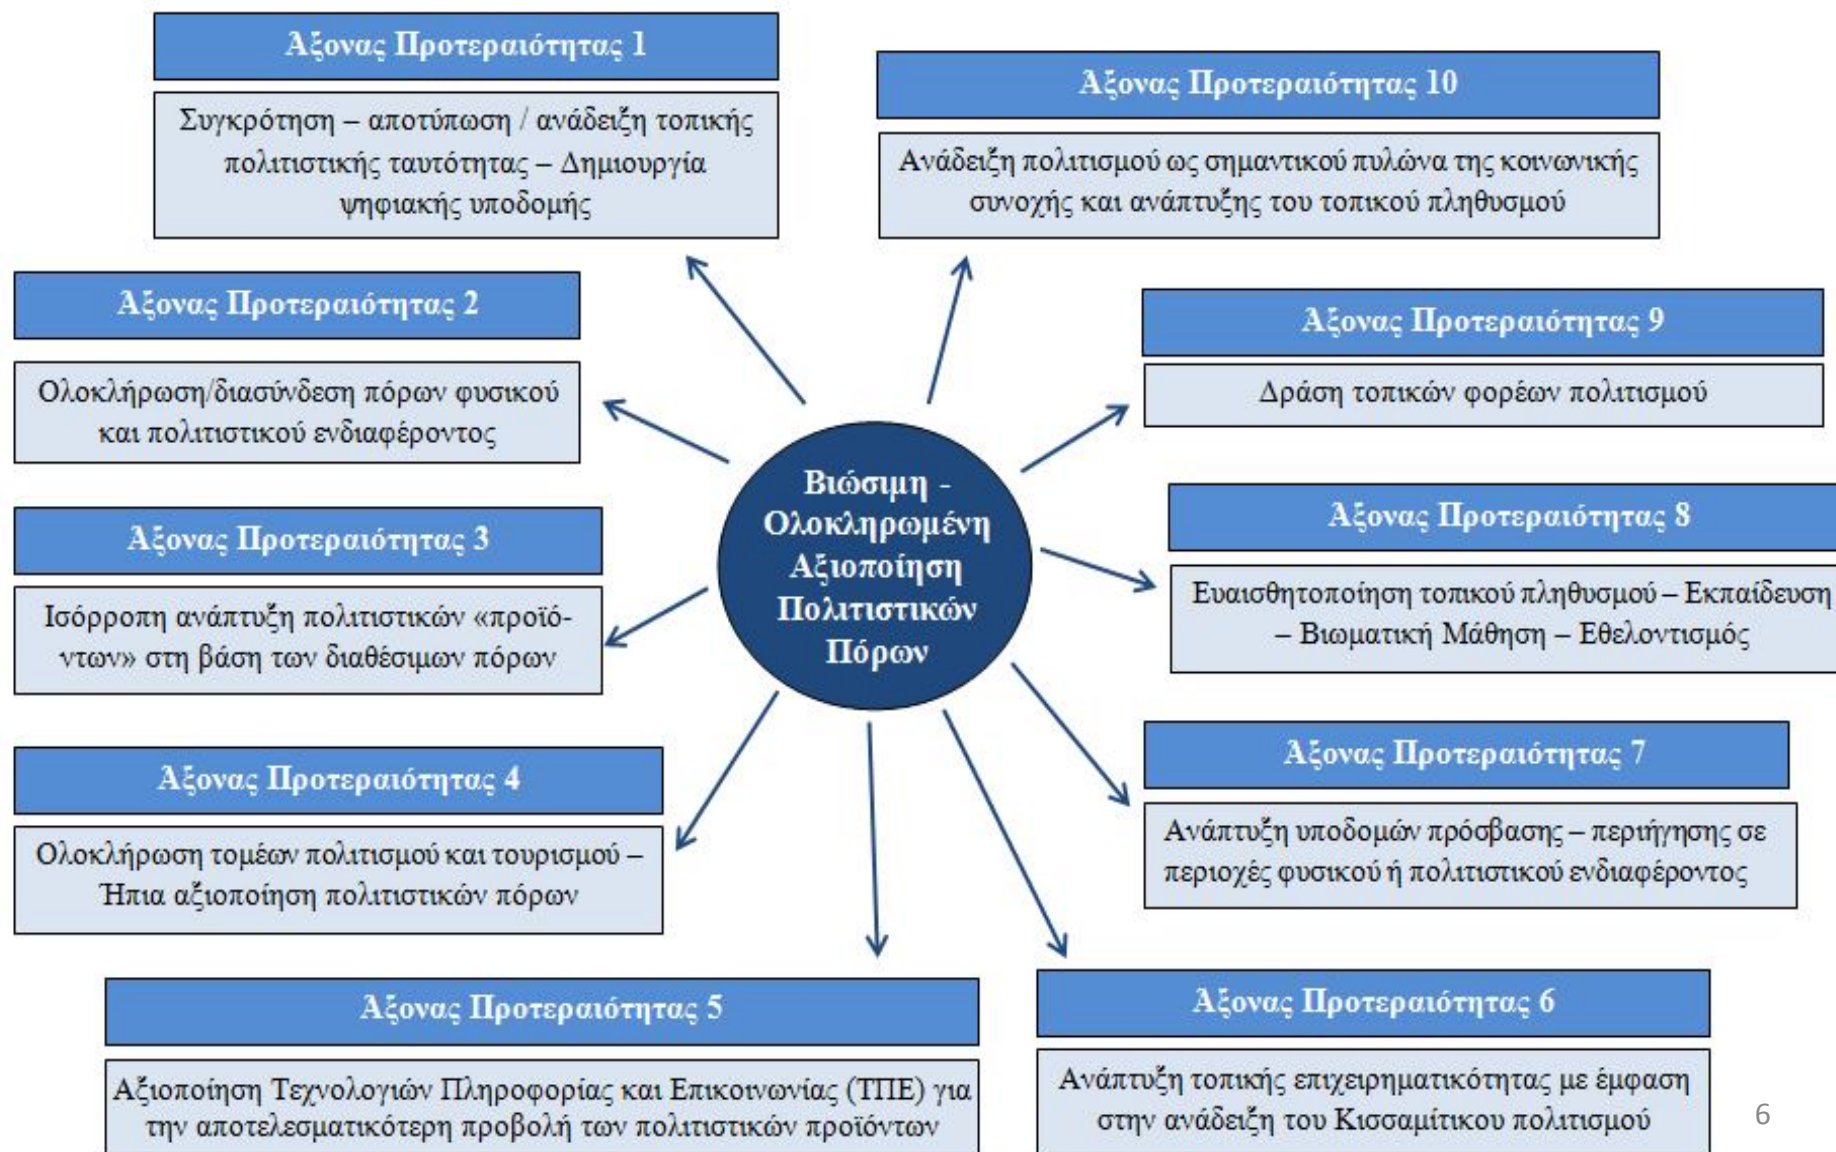 Άξονας Προτεραιότητας 1
Συγκρότηση – αποτύπωση / ανάδειξη τοπικής
πολιτιστικής ταυτότητας – Δημιουργία
ψηφιακής υποδομής
Άξονας Προτεραιότητας 10
Ανάδειξη πολιτισμού ως σημαντικού πυλώνα της κοινωνικής
συνοχής και ανάπτυξης του τοπικού πληθυσμού
Άξονας Προτεραιότητας 2
Ολοκλήρωση/διασύνδεση πόρων φυσικού
και πολιτιστικού ενδιαφέροντος
Άξονας Προτεραιότητας 9
Δράση τοπικών φορέων πολιτισμού
Βιώσιμη -
Ολοκληρωμένη
Αξιοποίηση
Πολιτιστικών
Πόρων
Άξονας Προτεραιότητας 3
Ισόρροπη ανάπτυξη πολιτιστικών «προϊό-
ντων» στη βάση των διαθέσιμων πόρων
Άξονας Προτεραιότητας 8
Ευαισθητοποίηση τοπικού πληθυσμού – Εκπαίδευση
– Βιωματική Μάθηση – Εθελοντισμός
Άξονας Προτεραιότητας 4
Ολοκλήρωση τομέων πολιτισμού και τουρισμού –
Ήπια αξιοποίηση πολιτιστικών πόρων
Άξονας Προτεραιότητας 7
Ανάπτυξη υποδομών πρόσβασης – περιήγησης σε
περιοχές φυσικού ή πολιτιστικού ενδιαφέροντος
Άξονας Προτεραιότητας 5
Αξιοποίηση Τεχνολογιών Πληροφορίας και Επικοινωνίας (ΤΠΕ) για
την αποτελεσματικότερη προβολή των πολιτιστικών προϊόντων
Άξονας Προτεραιότητας 6
Ανάπτυξη τοπικής επιχειρηματικότητας με έμφαση
στην ανάδειξη του Κισσαμίτικου πολιτισμού
6